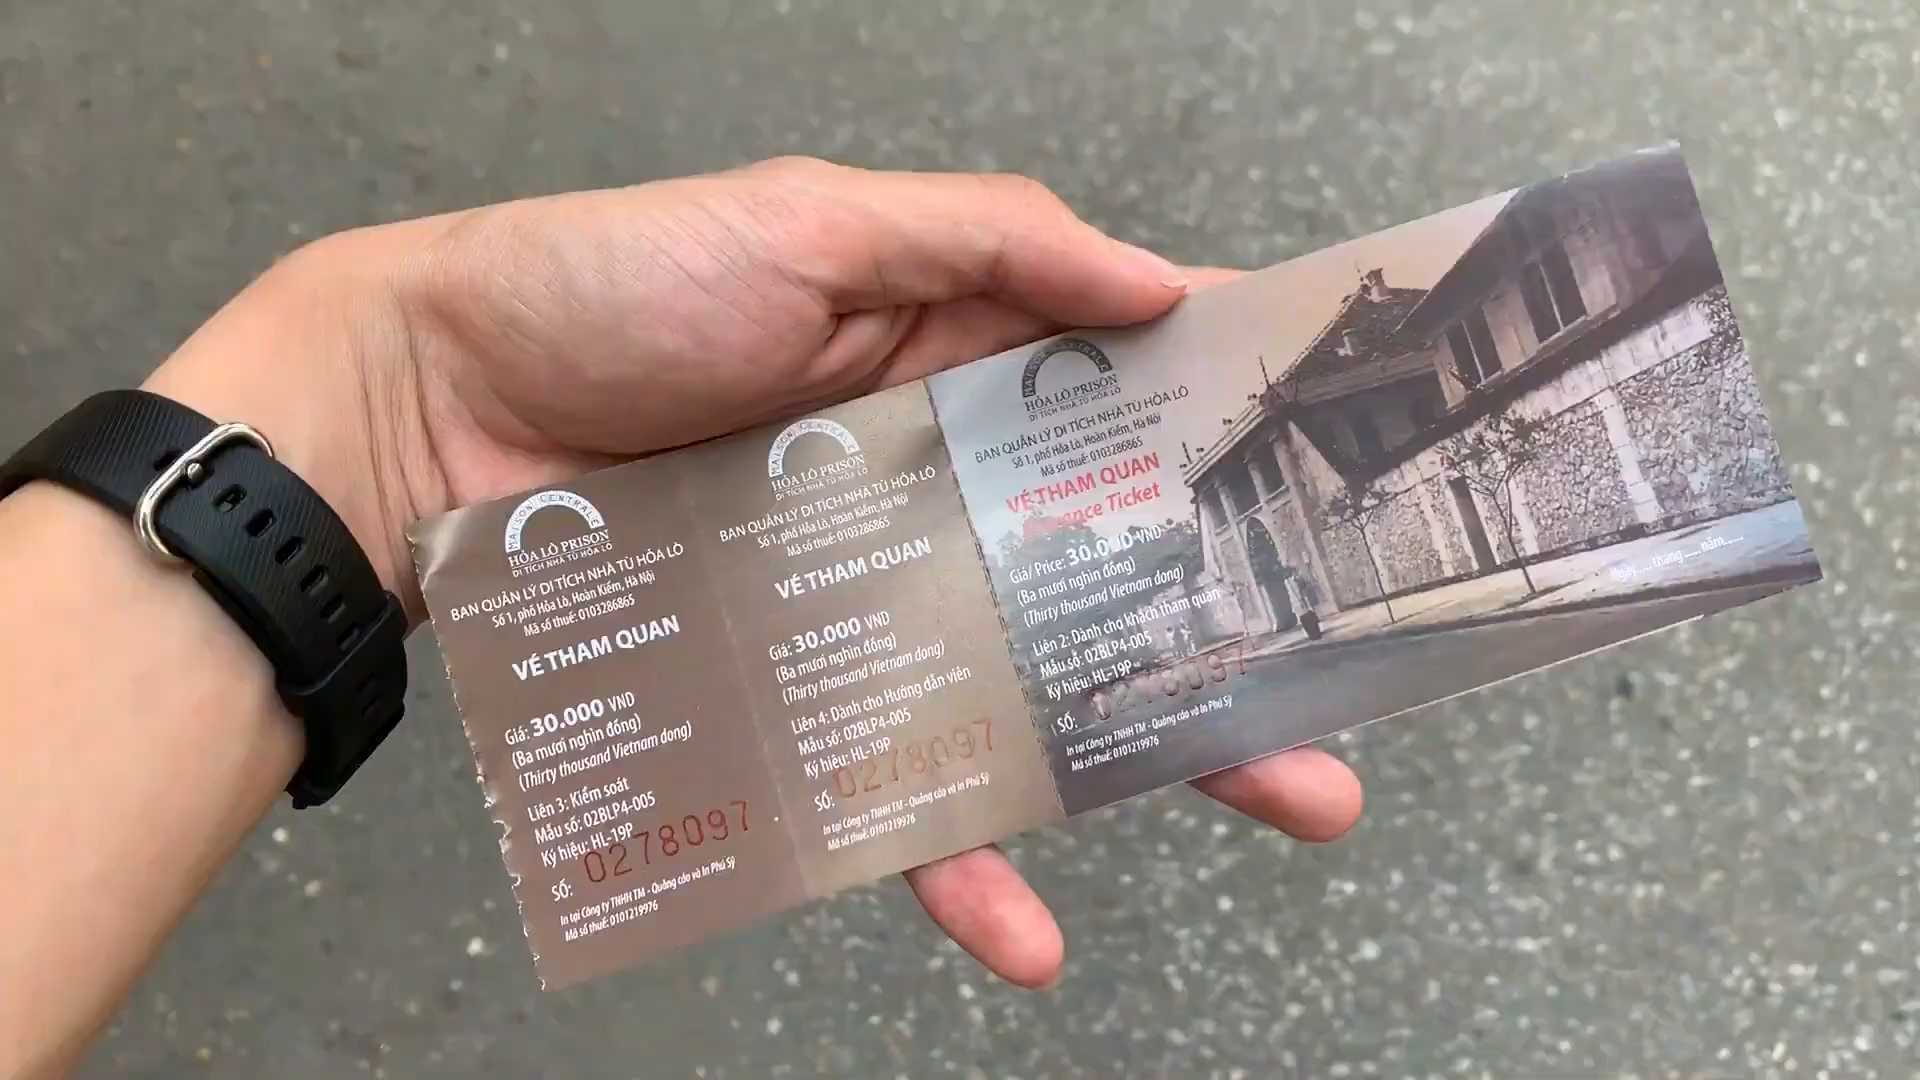 MAISON CENTRALE
HỎA LÒ PRISON
DI TÍCH NHÀ TÙ HỎA LÒ
BAN QUẢN LÝ DI TÍCH NHÀ TÙ HỎA LÒ
Số 1, phố Hỏa Lò, Hoàn Kiếm, Hà Nội
Mã số thuế: 0103286865
VÉ THAM QUAN
Giá: 30.000 VND
(Ba mươi nghìn đồng)
(Thirty thousand Vietnam dong)
Liên 3: Kiểm soát
Mẫu số: 02BLP4-005
Ký hiệu: HL-19P
SỐ: 0278097
In tại Công ty TNHH TM - Quảng cáo và In Phú Sỹ
Mã số thuế: 0101219976
MAISON CENTRALE
HỎA LÒ PRISON
DI TÍCH NHÀ TÙ HỎA LÒ
BAN QUẢN LÝ DI TÍCH NHÀ TÙ HỎA LÒ
Số 1, phố Hỏa Lò, Hoàn Kiếm, Hà Nội
Mã số thuế: 0103286865
VÉ THAM QUAN
Giá: 30.000 VND
(Ba mươi nghìn đồng)
(Thirty thousand Vietnam dong)
Liên 4: Dành cho Hướng dẫn viên
Mẫu số: 02BLP4-005
Ký hiệu: HL-19P
SỐ: 0278097
In tại Công ty TNHH TM - Quảng cáo và In Phú Sỹ
Mã số thuế: 0101219976
MAISON CENTRALE
HỎA LÒ PRISON
DI TÍCH NHÀ TÙ HỎA LÒ
BAN QUẢN LÝ DI TÍCH NHÀ TÙ HỎA LÒ
Số 1, phố Hỏa Lò, Hoàn Kiếm, Hà Nội
Mã số thuế: 0103286865
VÉ THAM QUAN
Entrance Ticket
Giá/ Price: 30.000 VND
(Ba mươi nghìn đồng)
(Thirty thousand Vietnam dong)
Liên 2: Dành cho khách tham quan
Mẫu số: 02BLP4-005
Ký hiệu: HL-19P
SỐ: 0278097
In tại Công ty TNHH TM - Quảng cáo và In Phú Sỹ
Mã số thuế: 0101219976
Ngày..... tháng ..... năm......